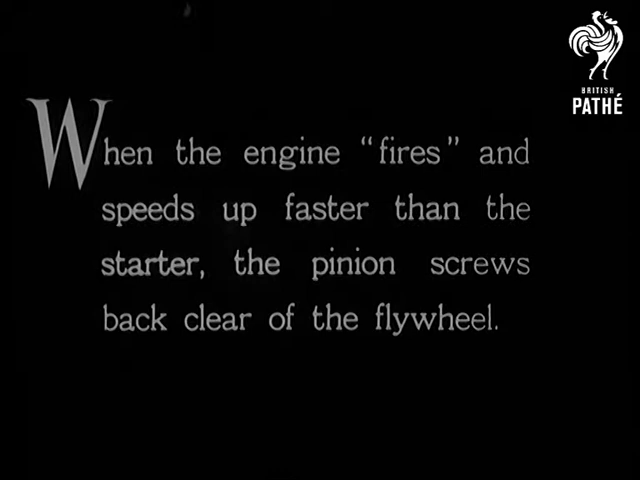 BRITISH
PATHÉ
When the engine "fires" and
speeds up faster than the
starter, the pinion screws
back clear of the flywheel.